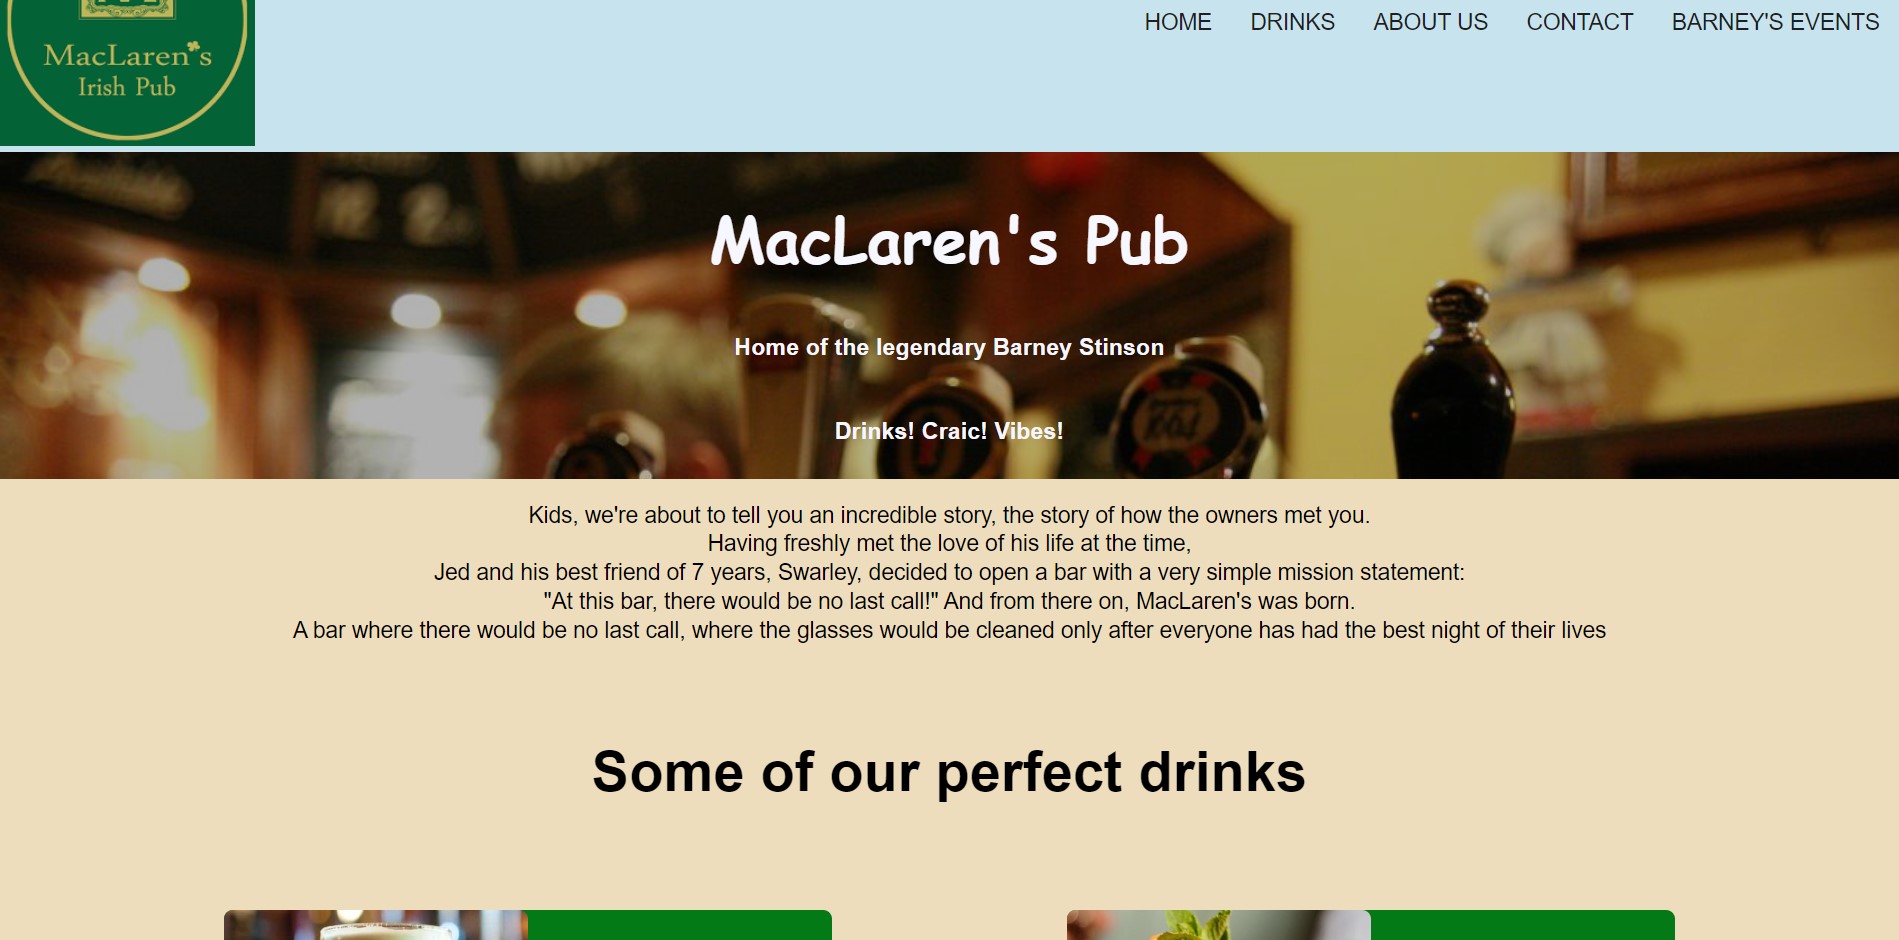 MacLaren's
Irish Pub
HOME DRINKS ABOUT US CONTACT BARNEY'S EVENTS
MacLaren's Pub
Home of the legendary Barney Stinson
Drinks! Craic! Vibes!
Kids, we're about to tell you an incredible story, the story of how the owners met you.
Having freshly met the love of his life at the time,
Jed and his best friend of 7 years, Swarley, decided to open a bar with a very simple mission statement:
"At this bar, there would be no last call!" And from there on, MacLaren's was born.
A bar where there would be no last call, where the glasses would be cleaned only after everyone has had the best night of their lives
Some of our perfect drinks